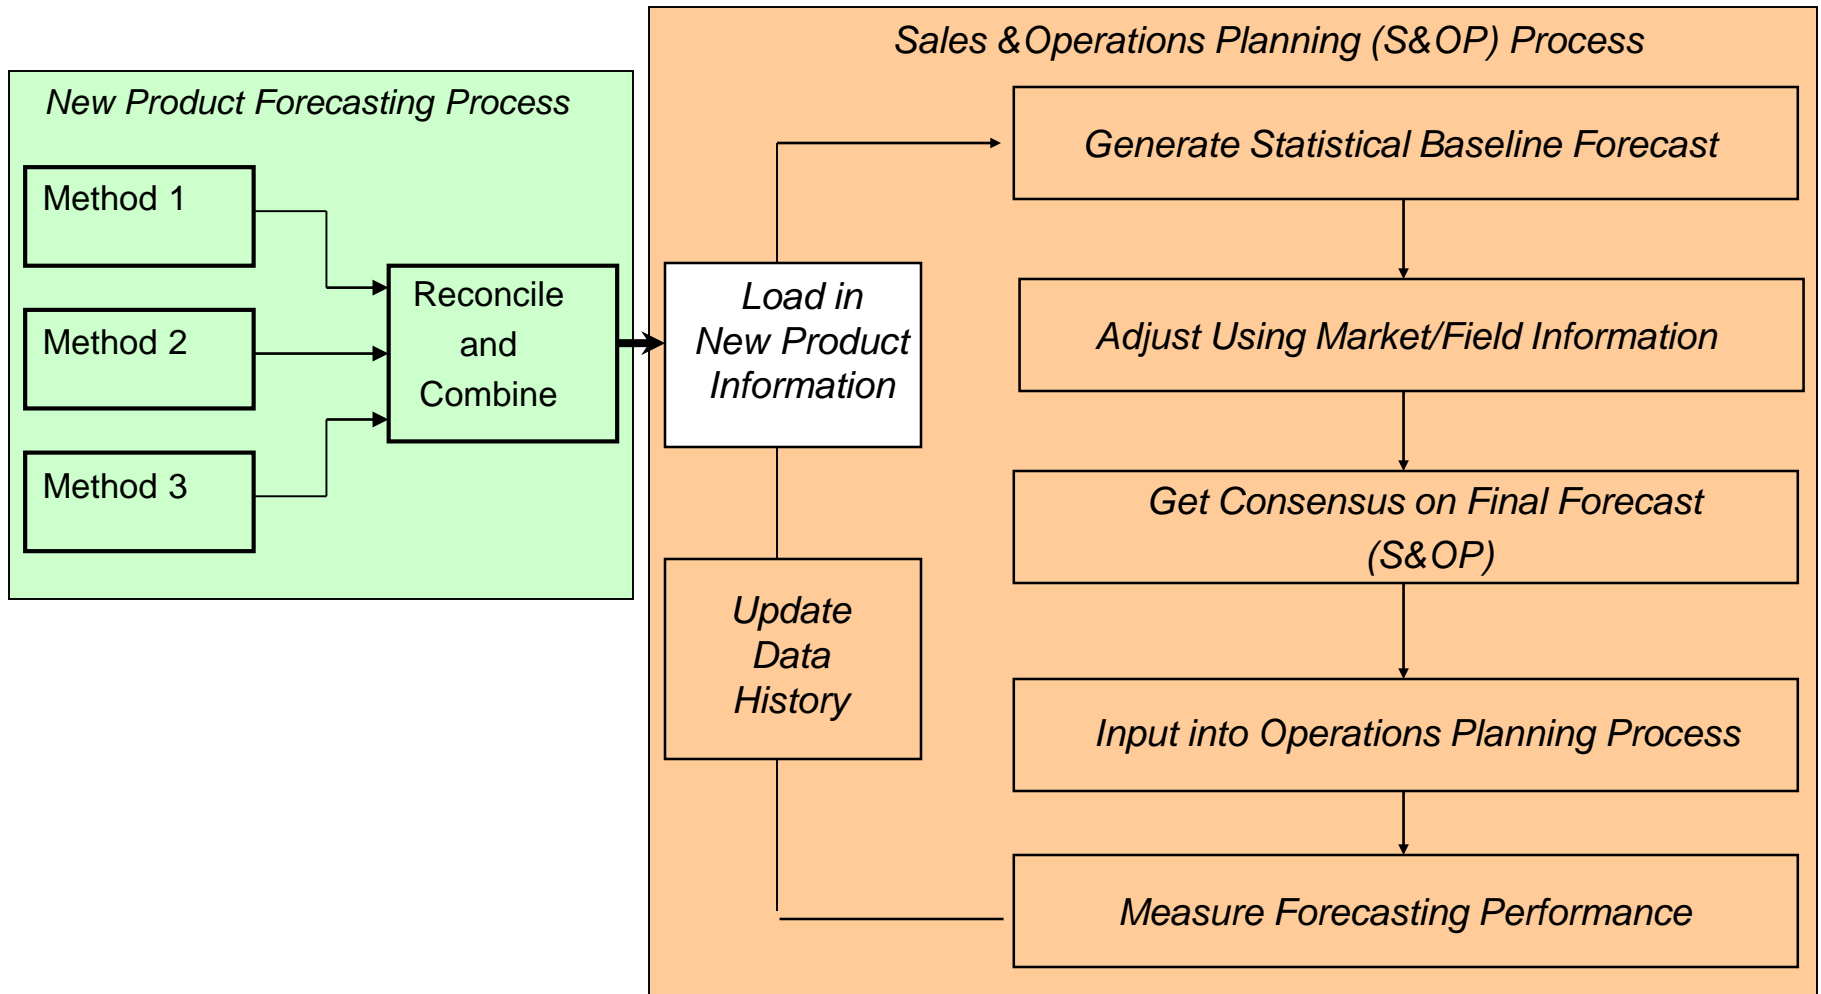 Sales &Operations Planning (S&OP) Process
New Product Forecasting Process
Method 1
Method 2
Method 3
Reconcile
and
Combine
Load in
New Product
Information
Update
Data
History
Generate Statistical Baseline Forecast
Adjust Using Market/Field Information
Get Consensus on Final Forecast
(S&OP)
Input into Operations Planning Process
Measure Forecasting Performance